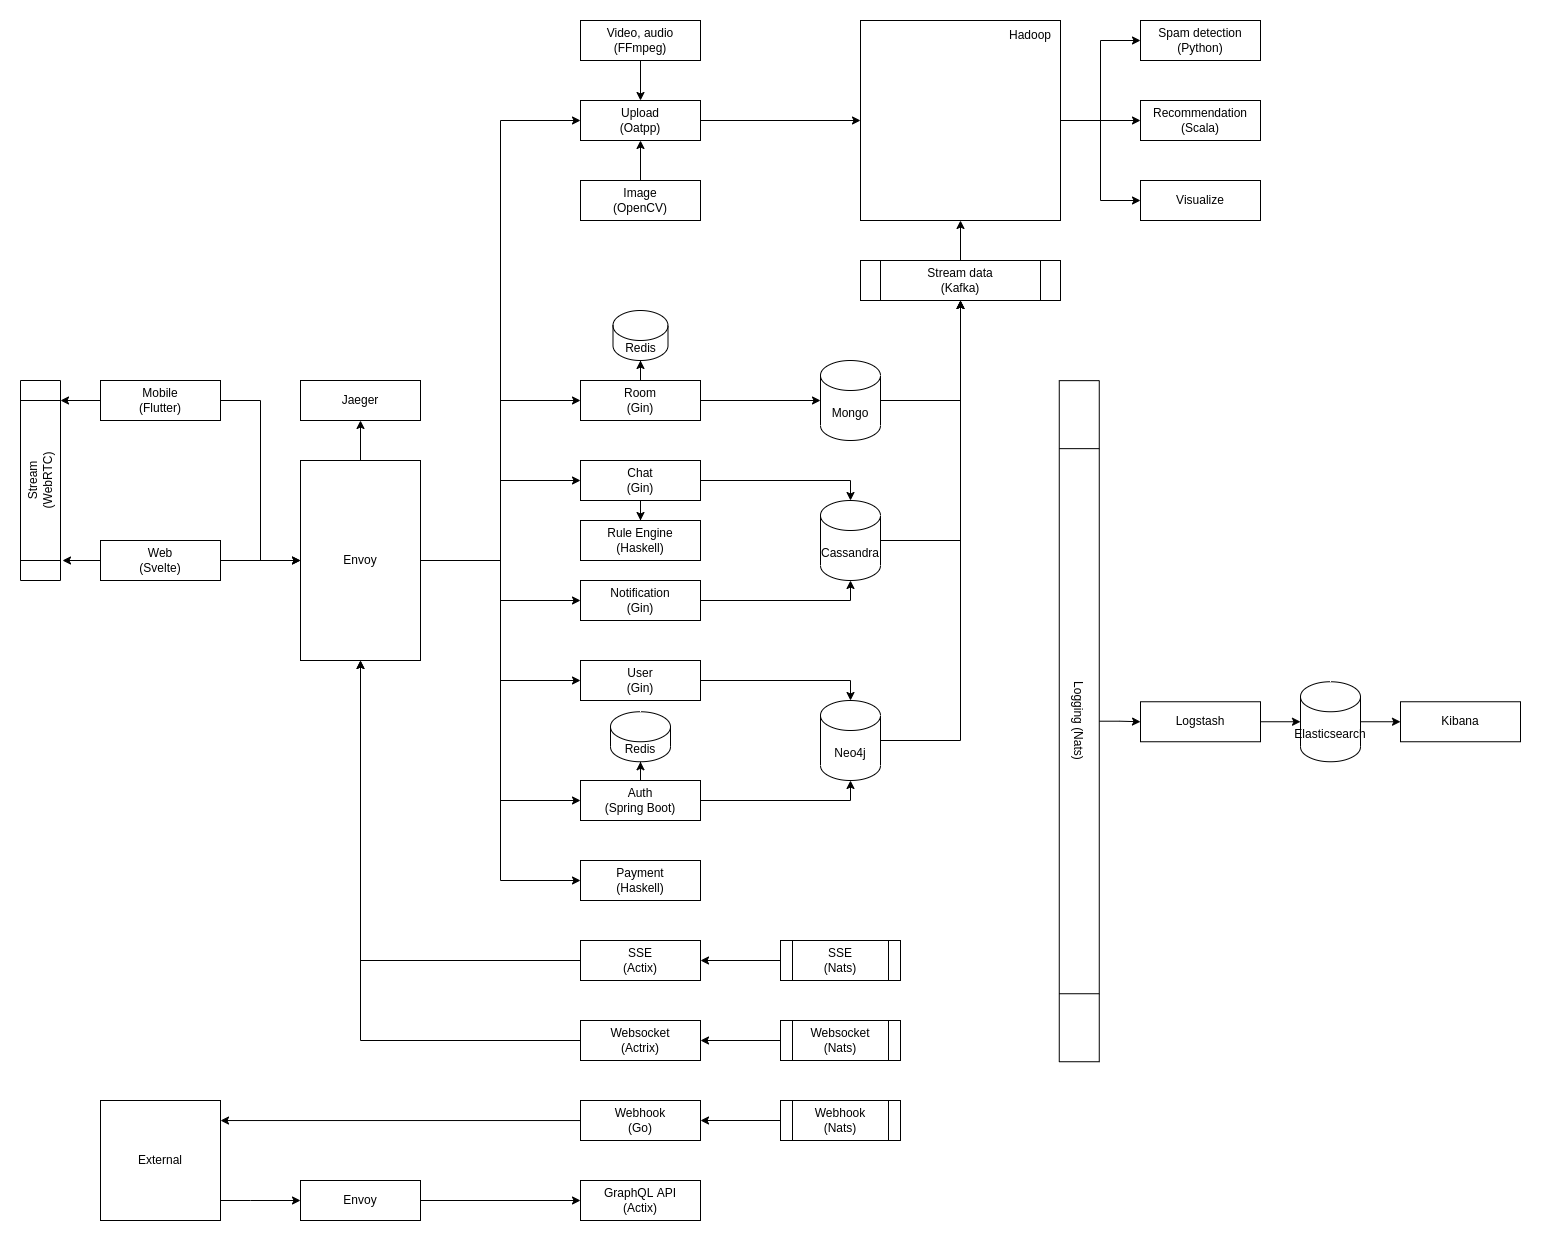 Video, audio
(FFmpeg)
Hadoop
Spam detection
(Python)
Upload
(Oatpp)
Recommendation
(Scala)
Image
(OpenCV)
Visualize
Stream data
(Kafka)
Redis
Mobile
(Flutter)
Jaeger
Room
(Gin)
Mongo
Stream
(WebRTC)
Chat
(Gin)
Rule Engine
(Haskell)
Cassandra
Web
(Svelte)
Envoy
Notification
(Gin)
User
(Gin)
Logging (Nats)
Logstash
Elasticsearch
Kibana
Redis
Neo4j
Auth
(Spring Boot)
Payment
(Haskell)
SSE
(Actix)
SSE
(Nats)
Websocket
(Actrix)
Websocket
(Nats)
Webhook
(Go)
Webhook
(Nats)
External
Envoy
GraphQL API
(Actix)